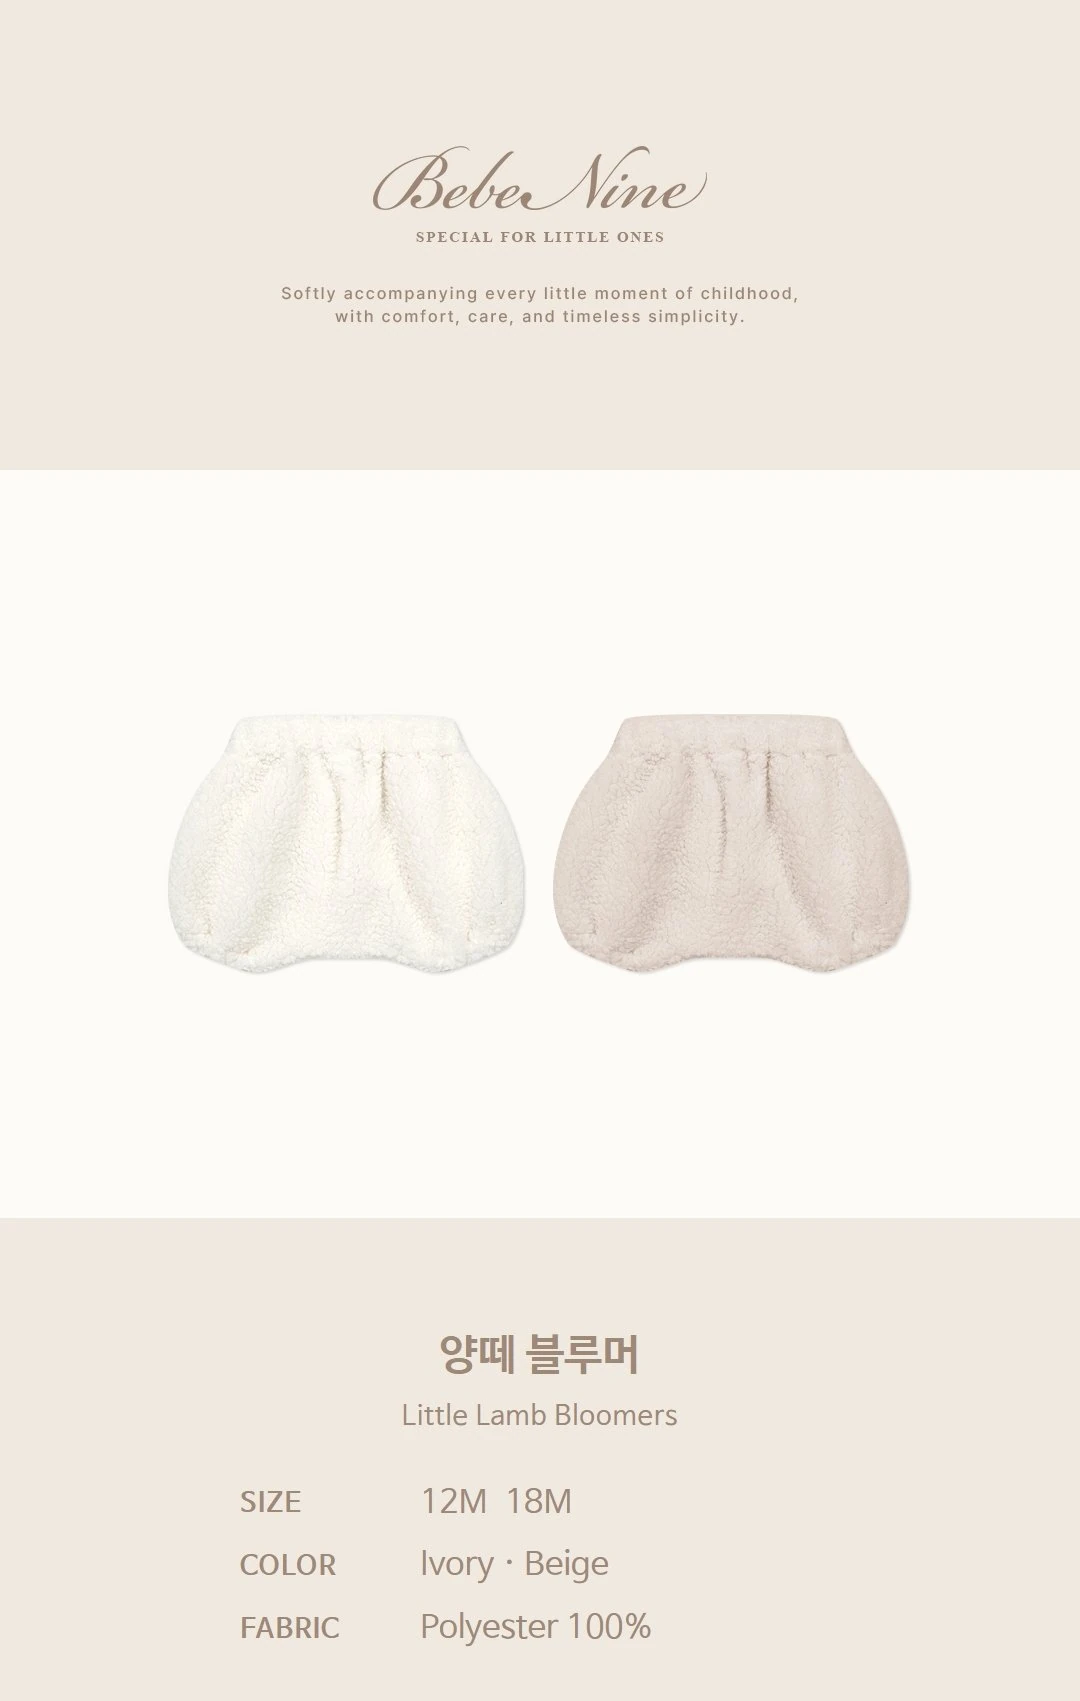 Bebe Nine
SPECIAL FOR LITTLE ONES
Softly accompanying every little moment of childhood,
with comfort, care, and timeless simplicity.
양떼 블루머
Little Lamb Bloomers
SIZE 12M 18M
COLOR Ivory · Beige
FABRIC Polyester 100%